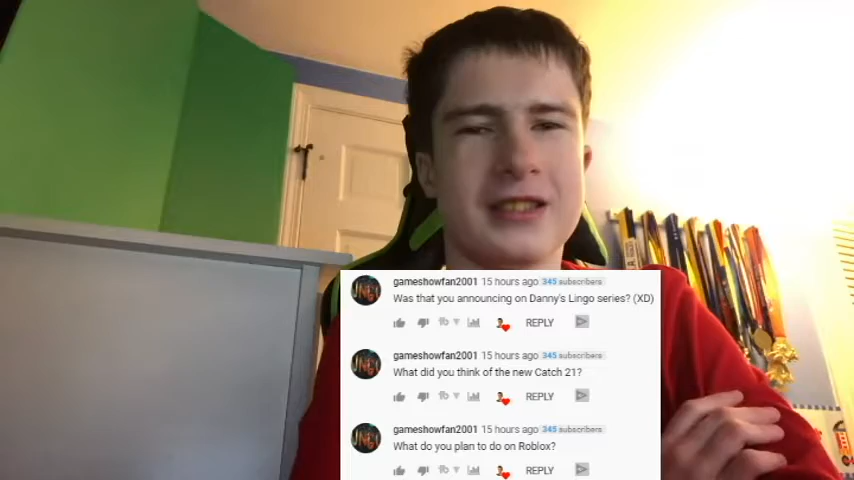 gameshowfan2001 15 hours ago 345 subscribers
Was that you announcing on Danny's Lingo series? (XD)
REPLY
gameshowfan2001 15 hours ago 345 subscribers
What did you think of the new Catch 21?
REPLY
gameshowfan2001 15 hours ago 345 subscribers
What do you plan to do on Roblox?
REPLY